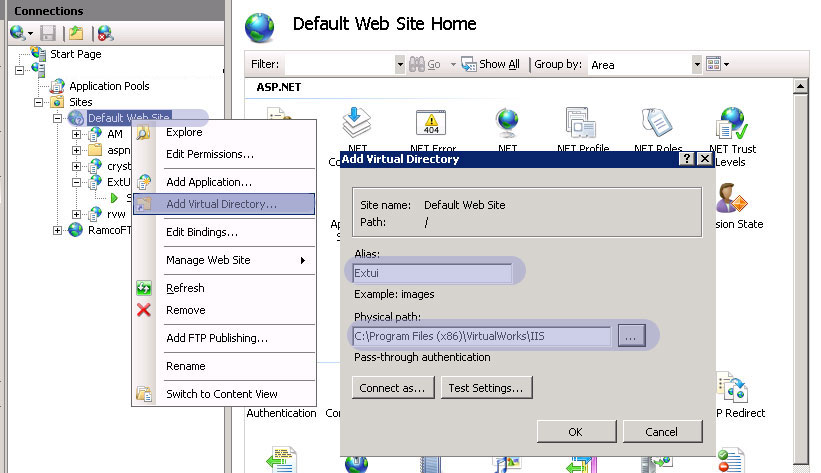 Connections
Start Page
Application Pools
Sites
Default Web Site
AM
aspn
cryst
ExtU
S
rvw
RamcoFT
Explore
Edit Permissions...
Add Application...
Add Virtual Directory...
Edit Bindings...
Manage Web Site
Refresh
Remove
Add FTP Publishing...
Rename
Switch to Content View
Default Web Site Home
Filter: Go Show All Group by: Area
ASP.NET
404
.NET .NET Error .NET .NET Profile .NET Roles .NET Trust
Levels
sion State
Authentication P Redirect
Add Virtual Directory
Site name: Default Web Site
Path: /
Alias:
Extui
Example: images
Physical path:
C:\Program Files (x86)\VirtualWorks\IIS
...
Pass-through authentication
Connect as... Test Settings...
OK Cancel